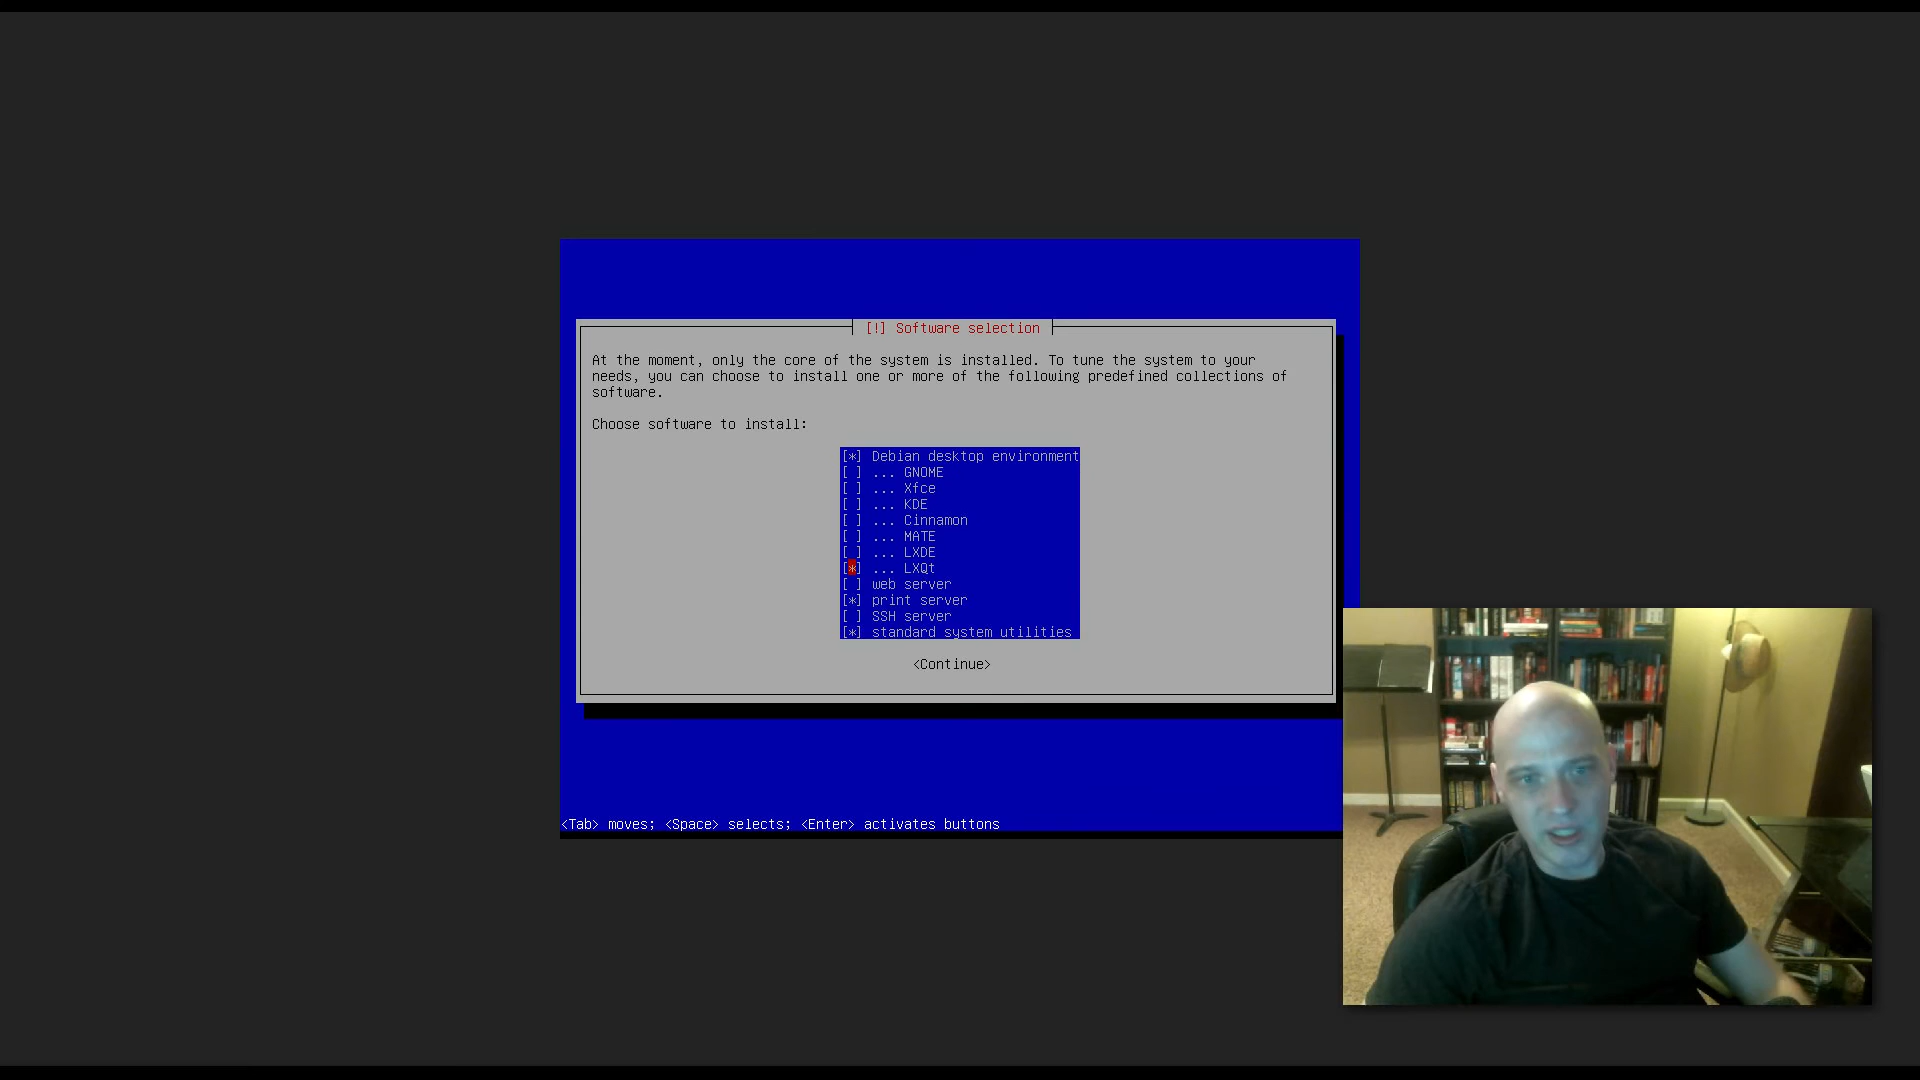 [!] Software selection
At the moment, only the core of the system is installed. To tune the system to your
needs, you can choose to install one or more of the following predefined collections of
software.
Choose software to install:
[*] Debian desktop environment
[ ] ... GNOME
[ ] ... Xfce
[ ] ... KDE
[ ] ... Cinnamon
[ ] ... MATE
[ ] ... LXDE
[*] ... LXQt
[ ] web server
[*] print server
[ ] SSH server
[*] standard system utilities
<Continue>
<Tab> moves; <Space> selects; <Enter> activates buttons